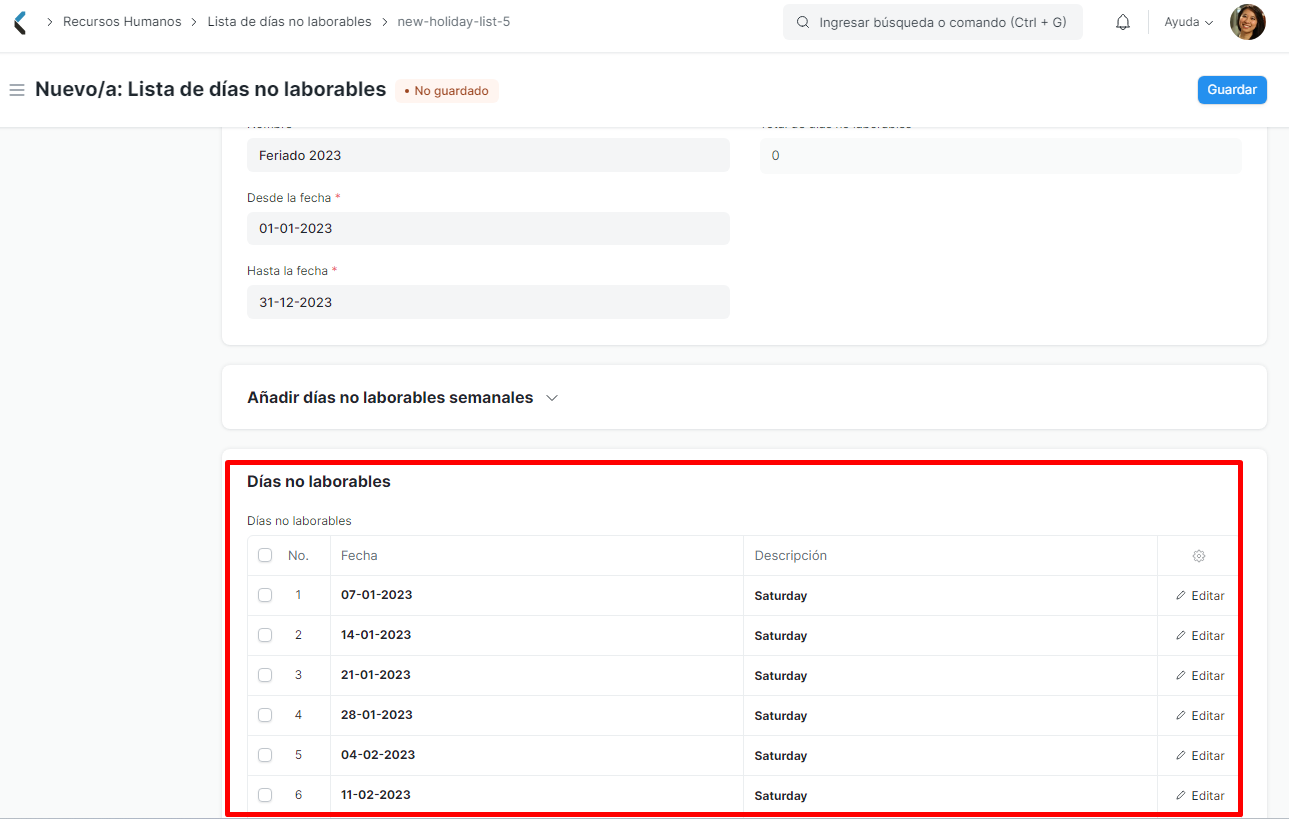 Recursos Humanos
Lista de días no laborables
new-holiday-list-5
Ingresar búsqueda o comando (Ctrl + G)
Ayuda
Nuevo/a: Lista de días no laborables
• No guardado
Guardar
Feriado 2023
0
Desde la fecha *
01-01-2023
Hasta la fecha *
31-12-2023
Añadir días no laborables semanales
Días no laborables
Días no laborables
No. Fecha Descripción
1 07-01-2023 Saturday Editar
2 14-01-2023 Saturday Editar
3 21-01-2023 Saturday Editar
4 28-01-2023 Saturday Editar
5 04-02-2023 Saturday Editar
6 11-02-2023 Saturday Editar